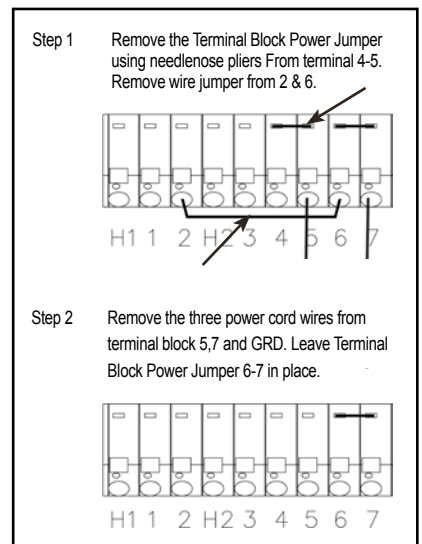 Step 1 Remove the Terminal Block Power Jumper
using needlenose pliers From terminal 4-5.
Remove wire jumper from 2 & 6.
H1 1 2 H2 3 4 5 6 7
Step 2 Remove the three power cord wires from
terminal block 5,7 and GRD. Leave Terminal
Block Power Jumper 6-7 in place.
H1 1 2 H2 3 4 5 6 7